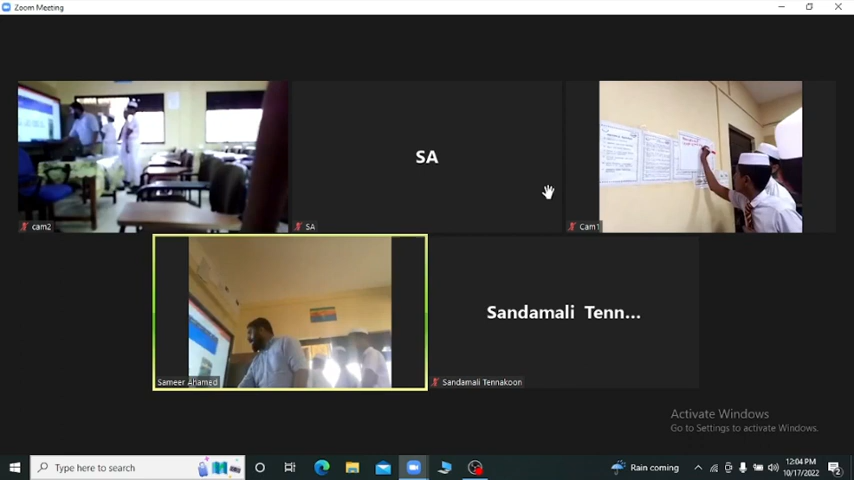 Zoom Meeting
SA
cam2
SA
Cam1
Sandamali Tenn...
Sameer Ahamed
Sandamali Tennakoon
Activate Windows
Go to Settings to activate Windows.
Type here to search
Rain coming
12:04 PM
10/17/2022
2